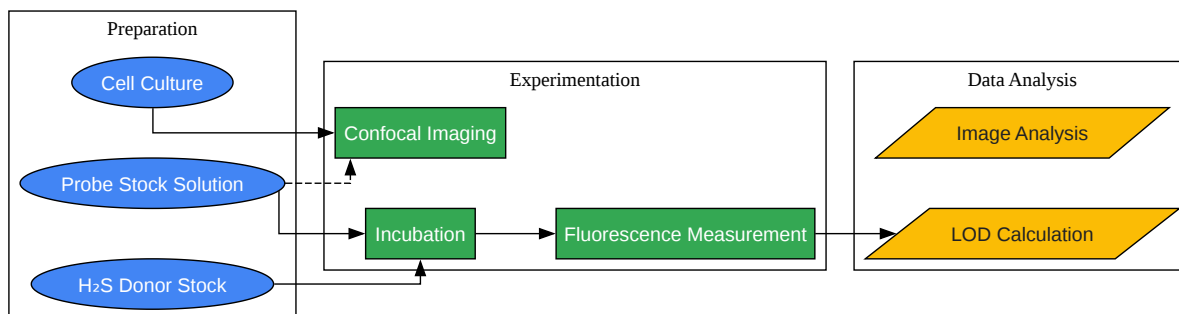 Preparation
Cell Culture
Probe Stock Solution
H₂S Donor Stock
Experimentation
Confocal Imaging
Incubation
Fluorescence Measurement
Data Analysis
Image Analysis
LOD Calculation